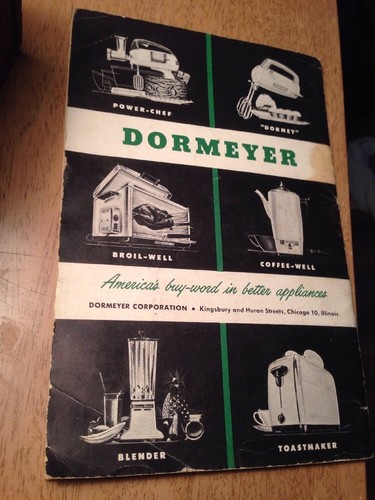 POWER-CHEF
"DORMEY"
DORMEYER
BROIL-WELL
COFFEE-WELL
America's buy-word in better appliances
DORMEYER CORPORATION • Kingsbury and Huron Streets, Chicago 10, Illinois
BLENDER
TOASTMAKER